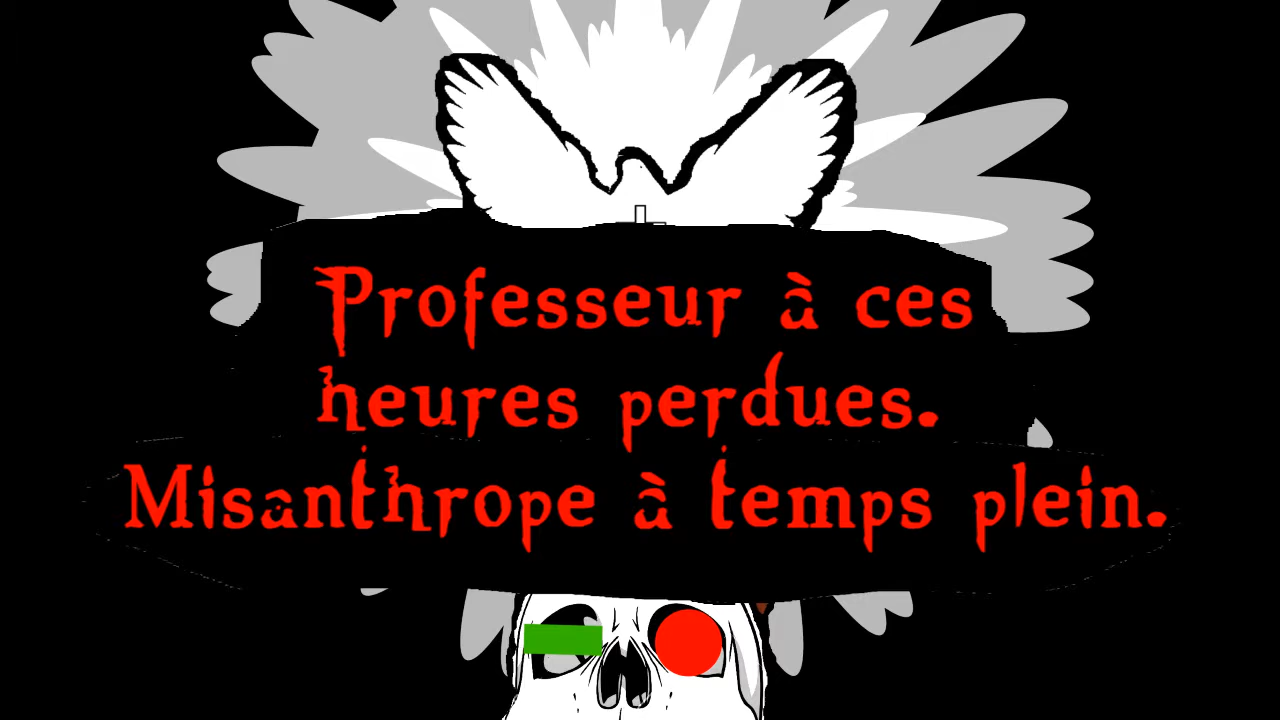 Professeur à ces
heures perdues.
Misanthrope à temps plein.